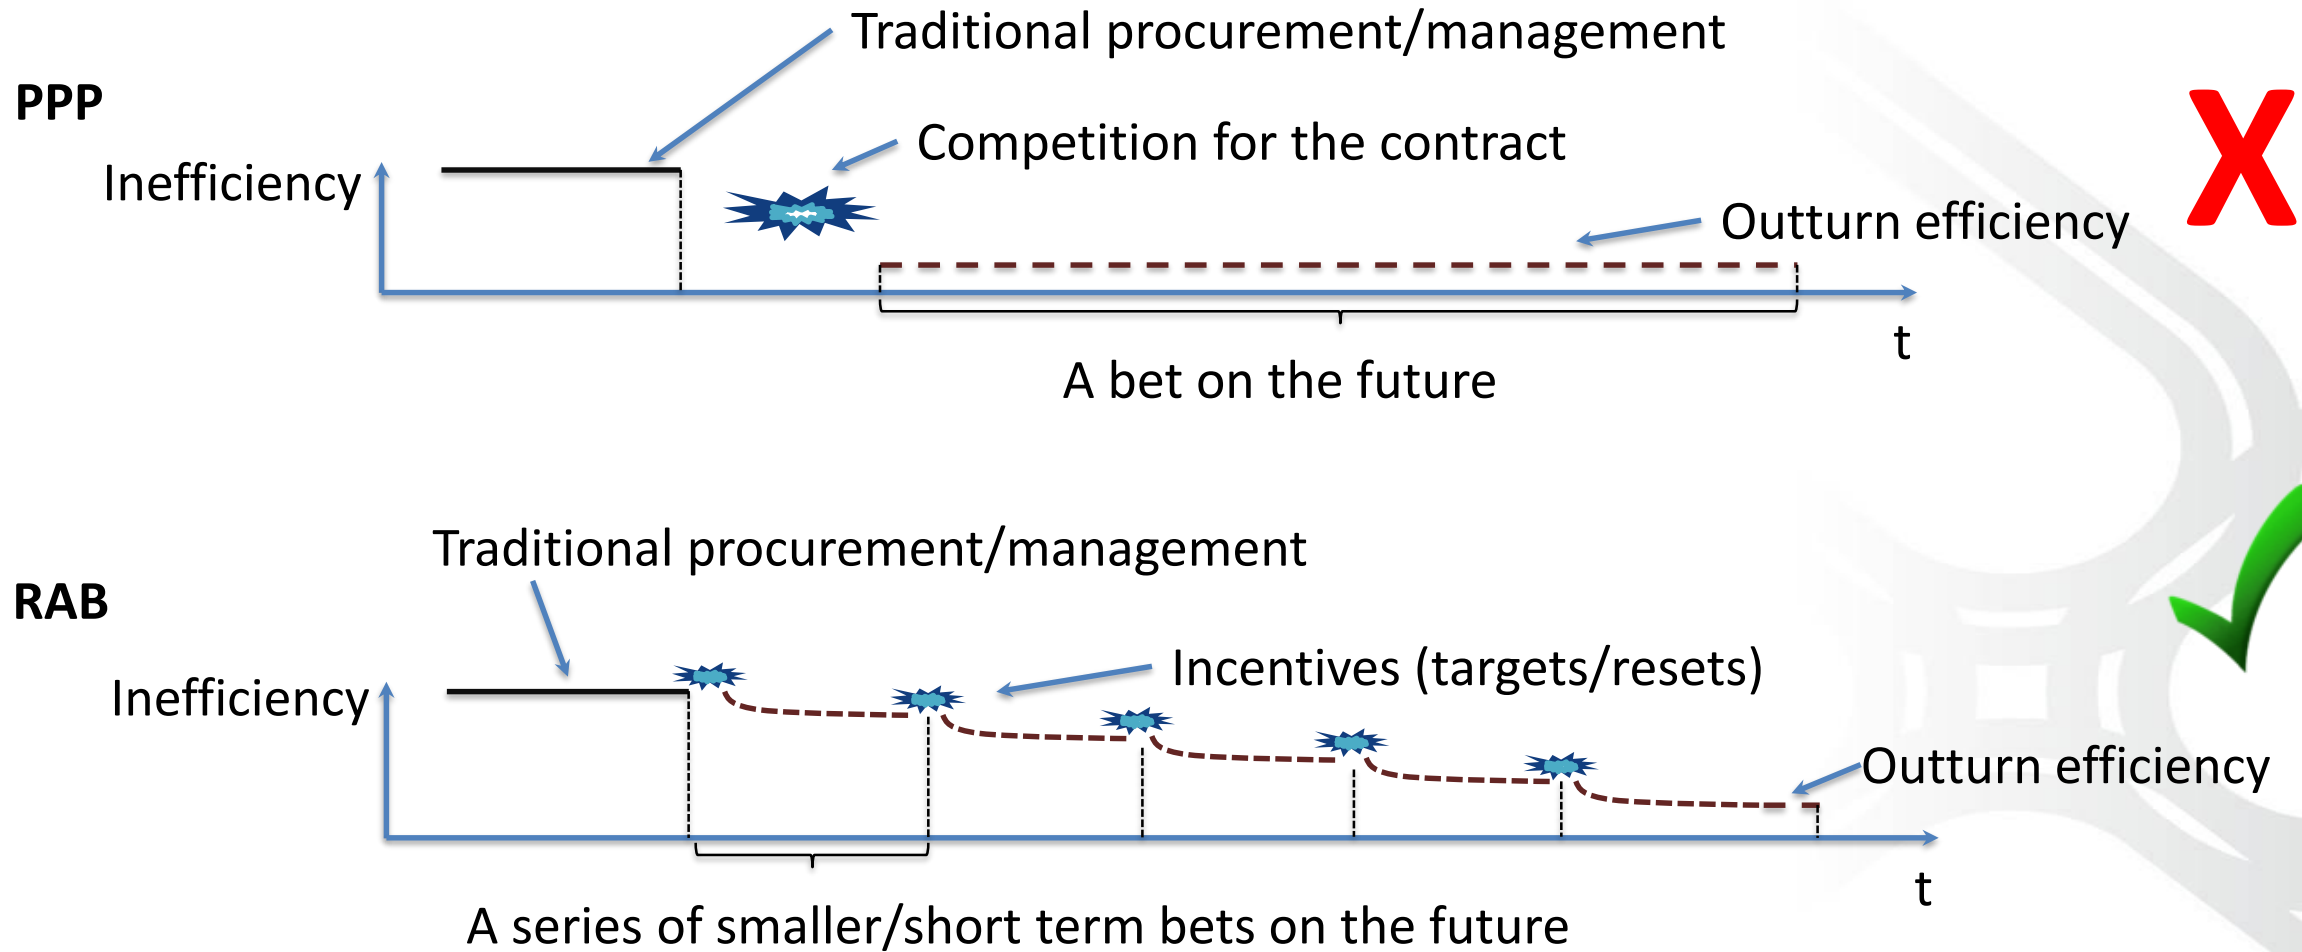 Traditional procurement/management
PPP
Competition for the contract
Inefficiency
Outturn efficiency
t
A bet on the future
X
Traditional procurement/management
RAB
Incentives (targets/resets)
Inefficiency
Outturn efficiency
t
A series of smaller/short term bets on the future